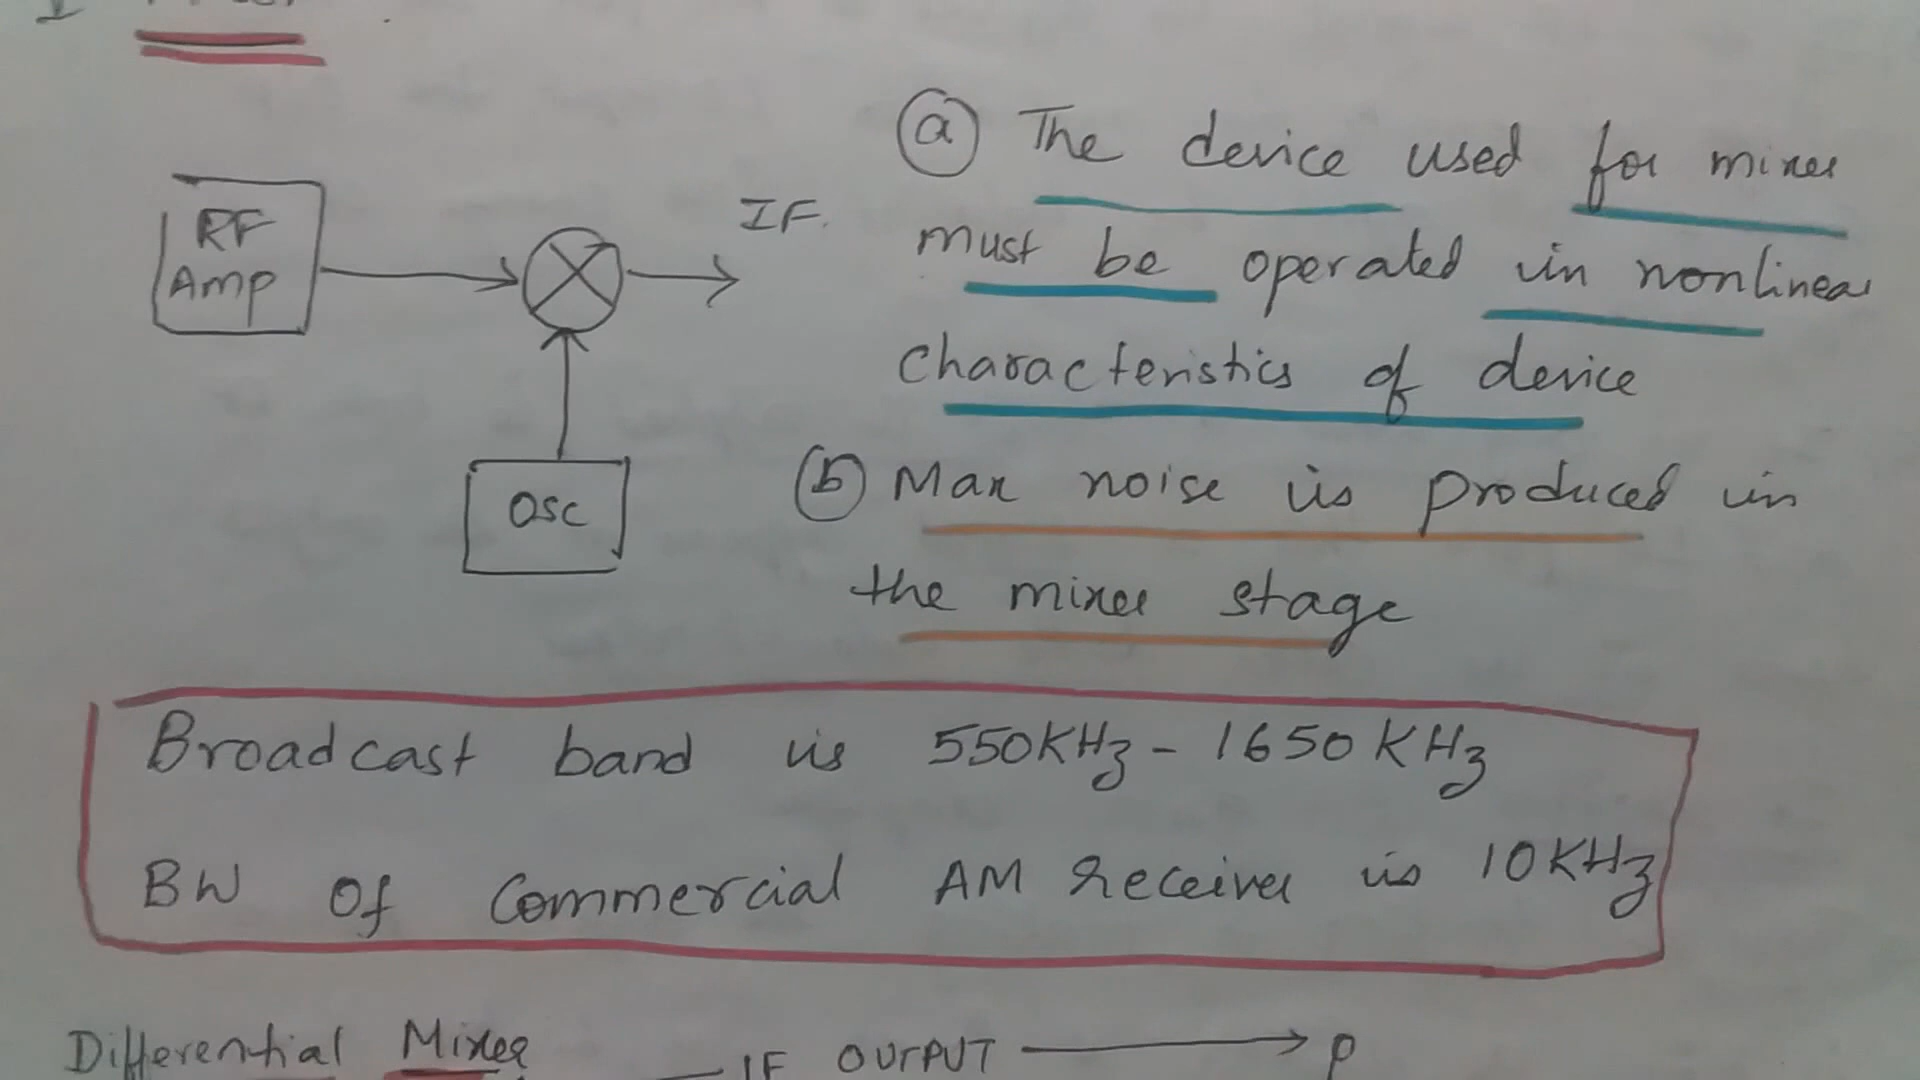 RF
Amp
IF.
Osc
(a) The device used for mixer
must be operated in nonlinear
characteristics of device
(b) Max noise is produced in
the mixer stage
Broadcast band is 550KHz - 1650KHz
BW Of Commercial AM receiver is 10KHz
Differential Mixer
IF OUTPUT → P